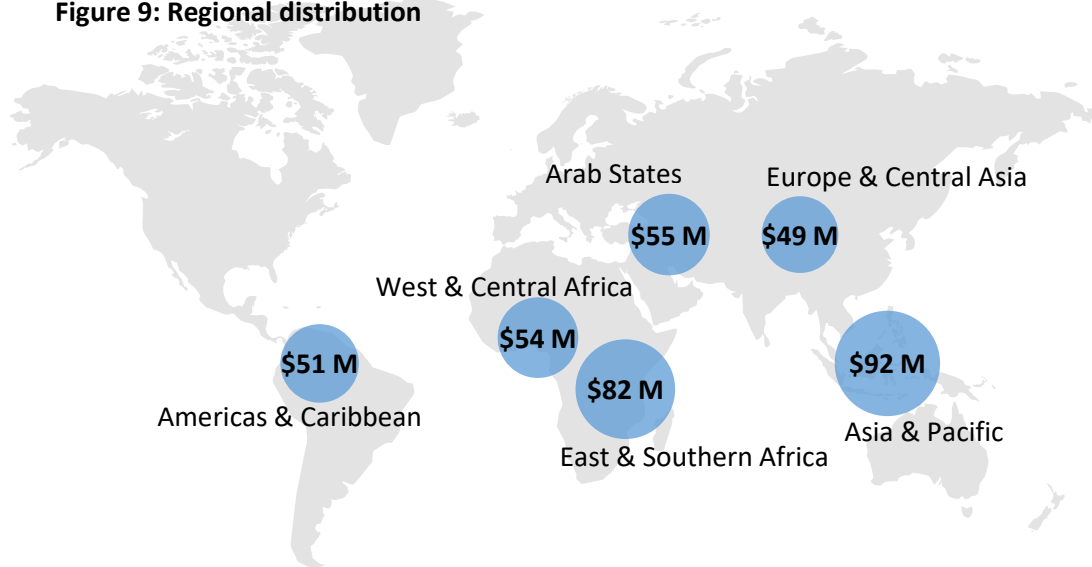 Figure 9: Regional distribution
Arab States
Europe & Central Asia
$55 M
$49 M
West & Central Africa
$54 M
$51 M
$82 M
$92 M
Americas & Caribbean
Asia & Pacific
East & Southern Africa